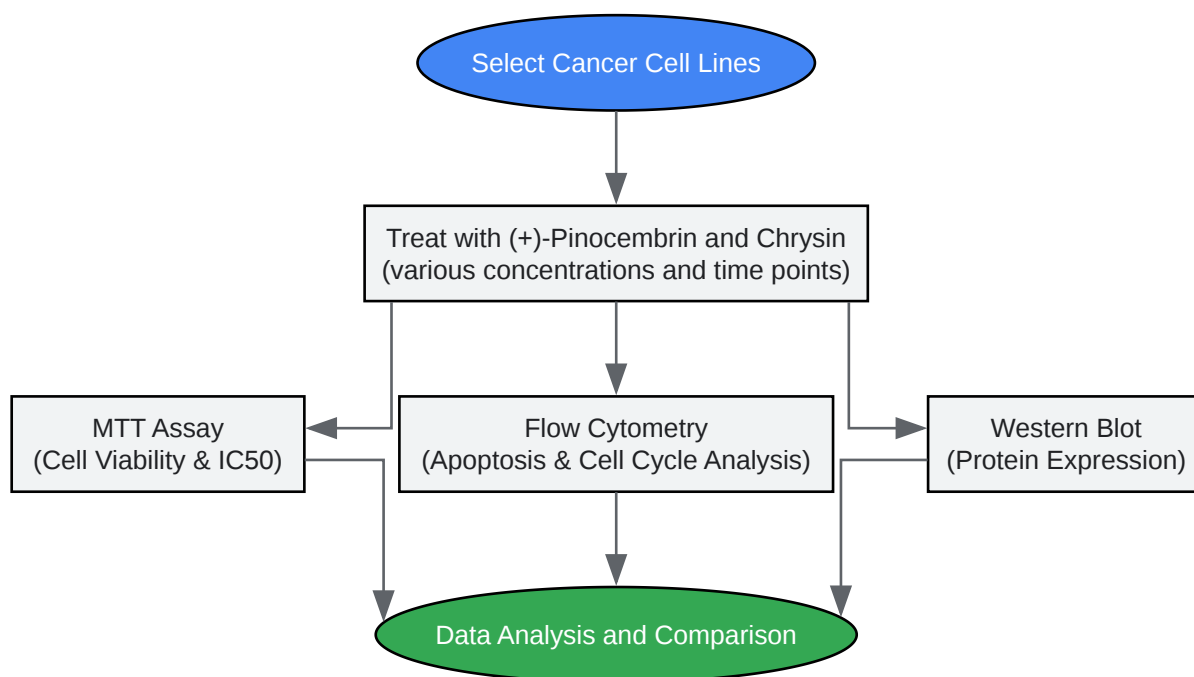 Select Cancer Cell Lines
Treat with (+)-Pinocembrin and Chrysin
(various concentrations and time points)
MTT Assay
(Cell Viability & IC50)
Flow Cytometry
(Apoptosis & Cell Cycle Analysis)
Western Blot
(Protein Expression)
Data Analysis and Comparison